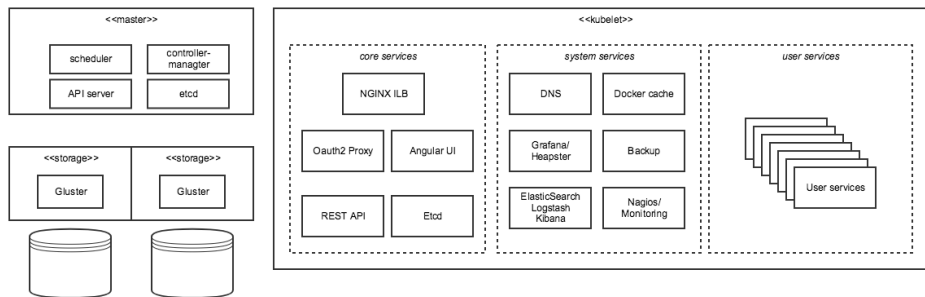 <<master>>
scheduler
controller-
managter
API server
etcd
<<storage>>
<<storage>>
Gluster
Gluster
<<kubelet>>
core services
NGINX ILB
Oauth2 Proxy
Angular UI
REST API
Etcd
system services
DNS
Docker cache
Grafana/
Heapster
Backup
ElasticSearch
Logstash
Kibana
Nagios/
Monitoring
user services
User services